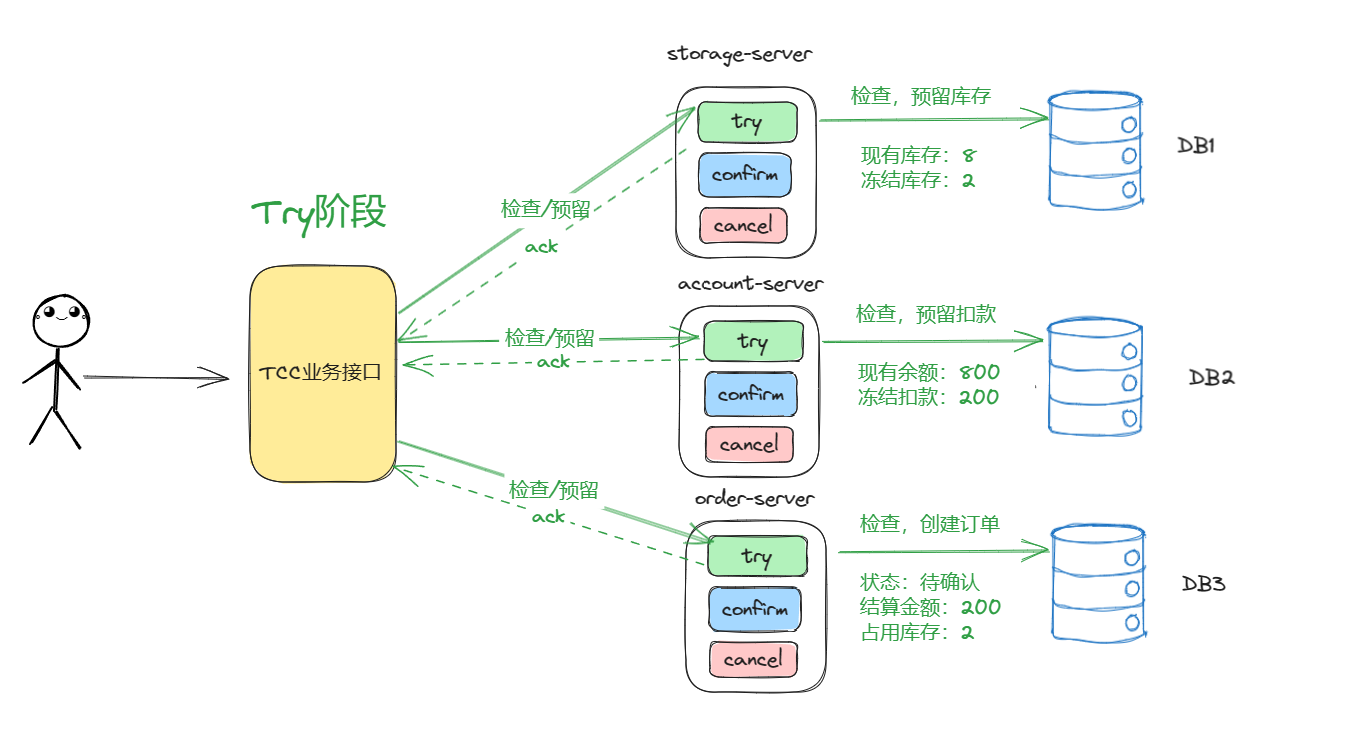 Try阶段
TCC业务接口
检查/预留
ack
检查/预留
ack
检查/预留
ack
storage-server
try
confirm
cancel
检查，预留库存
现有库存：8
冻结库存：2
DB1
account-server
try
confirm
cancel
检查，预留扣款
现有余额：800
冻结扣款：200
DB2
order-server
try
confirm
cancel
检查，创建订单
状态：待确认
结算金额：200
占用库存：2
DB3